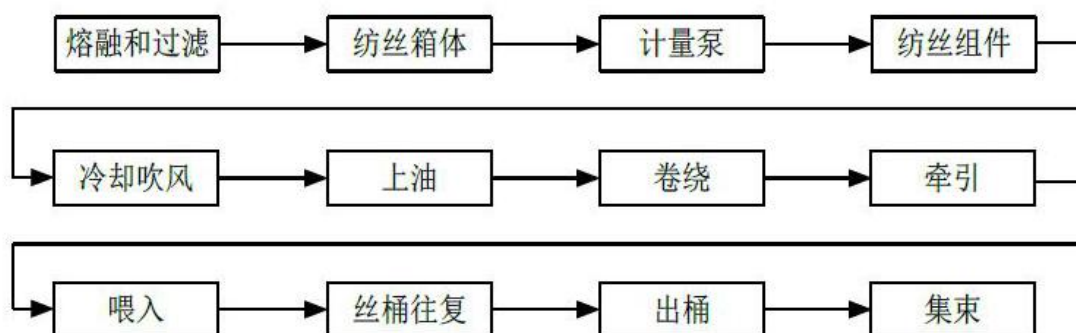 熔融和过滤 纺丝箱体 计量泵 纺丝组件
冷却吹风 上油 卷绕 牵引
喂入 丝桶往复 出桶 集束